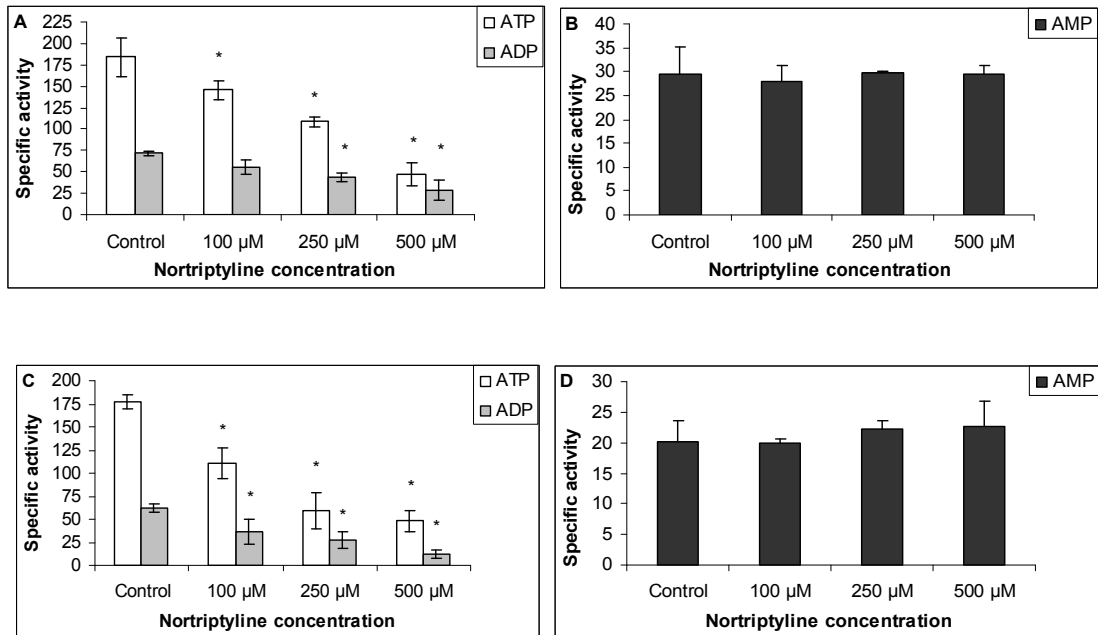 A
ATP
ADP
Specific activity
225
200
175
150
125
100
75
50
25
0
* * * * *
Control 100 µM 250 µM 500 µM
Nortriptyline concentration
B
AMP
Specific activity
40
35
30
25
20
15
10
5
0
Control 100 µM 250 µM 500 µM
Nortriptyline concentration
C
ATP
ADP
Specific activity
200
175
150
125
100
75
50
25
0
* * * * * *
Control 100 µM 250 µM 500 µM
Nortriptyline concentration
D
AMP
Specific activity
30
25
20
15
10
5
0
Control 100 µM 250 µM 500 µM
Nortriptyline concentration